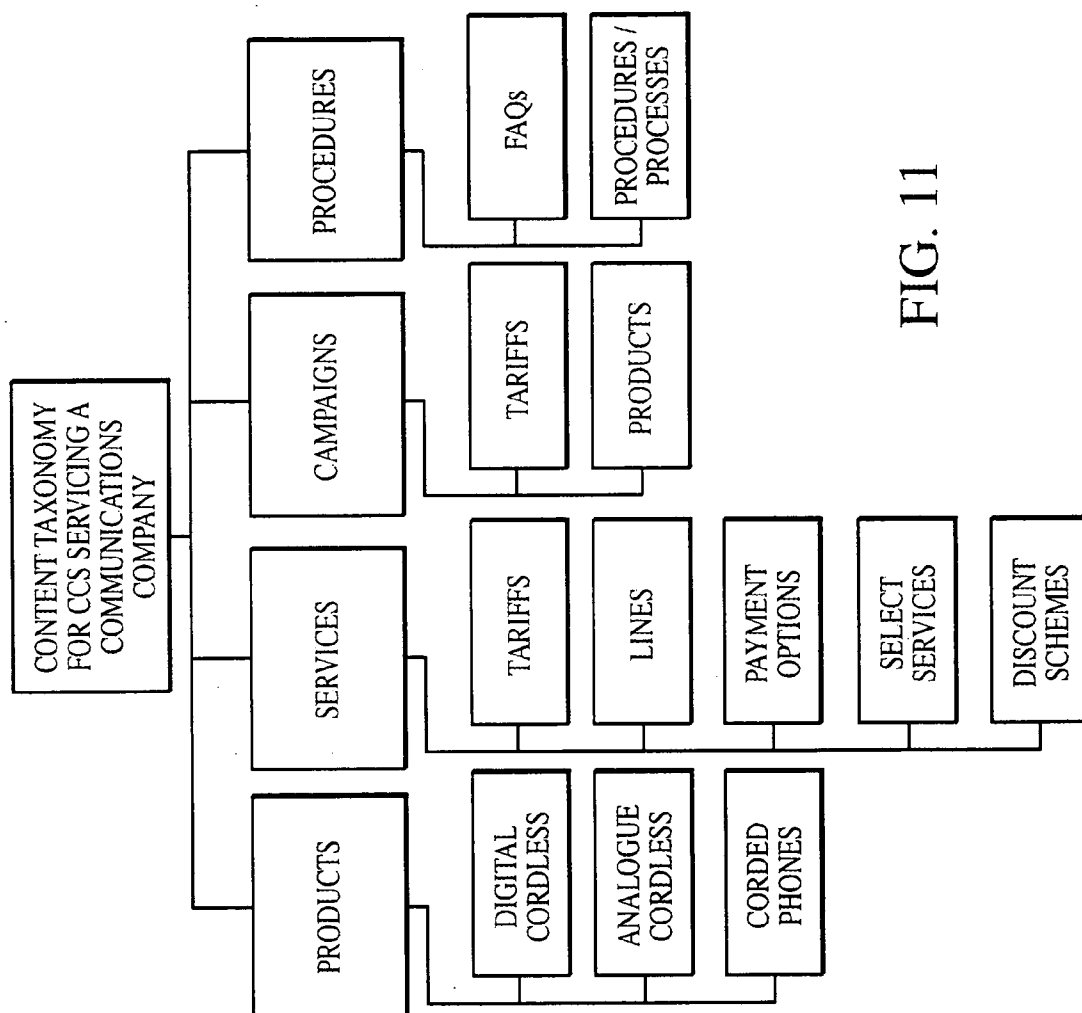 CONTENT TAXONOMY
FOR CCS SERVICING A
COMMUNICATIONS
COMPANY
PRODUCTS
DIGITAL
CORDLESS
ANALOGUE
CORDLESS
CORDED
PHONES
SERVICES
TARIFFS
LINES
PAYMENT
OPTIONS
SELECT
SERVICES
DISCOUNT
SCHEMES
CAMPAIGNS
TARIFFS
PRODUCTS
PROCEDURES
FAQs
PROCEDURES /
PROCESSES
FIG. 11